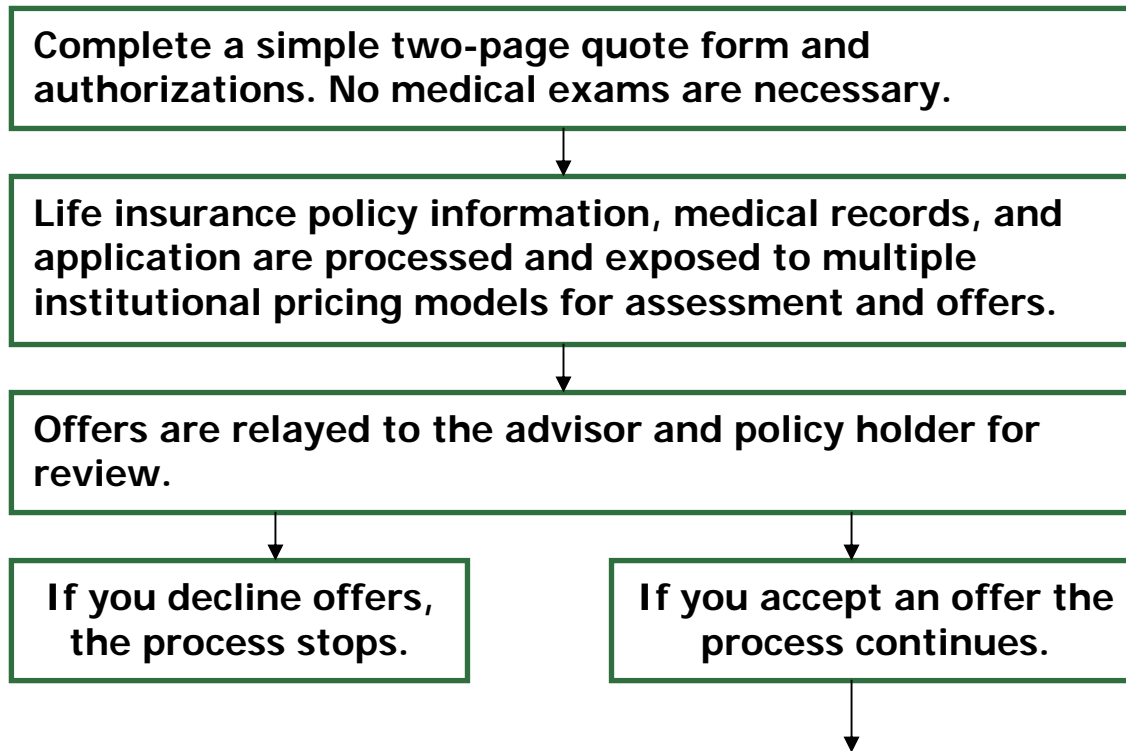 Complete a simple two-page quote form and
authorizations. No medical exams are necessary.
Life insurance policy information, medical records, and
application are processed and exposed to multiple
institutional pricing models for assessment and offers.
Offers are relayed to the advisor and policy holder for
review.
If you decline offers,
the process stops.
If you accept an offer the
process continues.